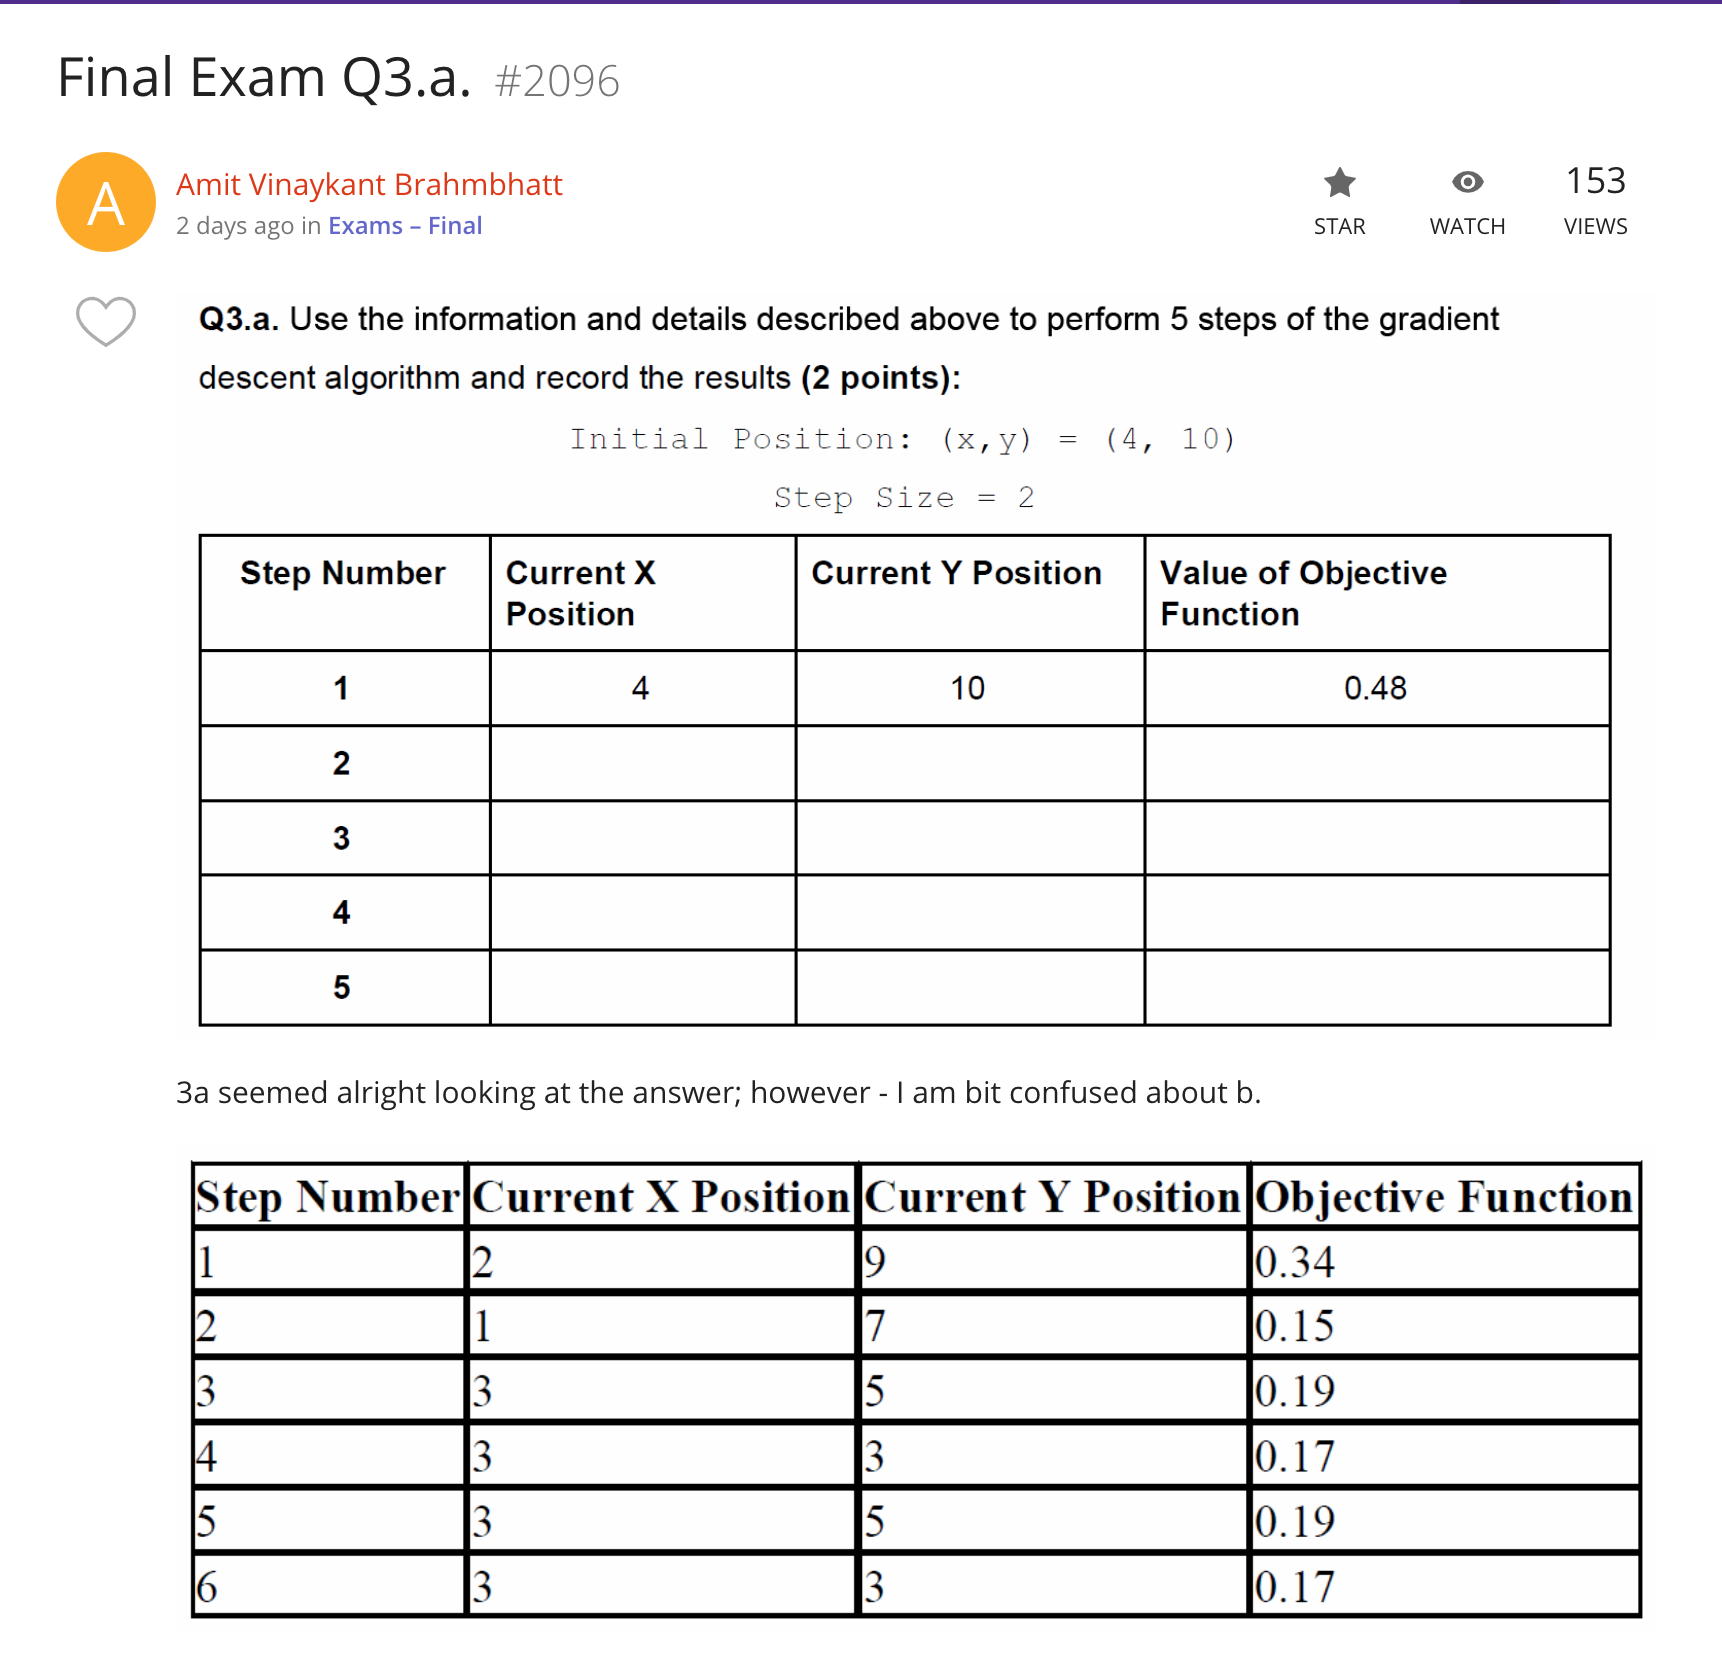 Final Exam Q3.a. #2096
A
Amit Vinaykant Brahmbhatt
2 days ago in Exams – Final
STAR
WATCH
153
VIEWS
Q3.a. Use the information and details described above to perform 5 steps of the gradient
descent algorithm and record the results (2 points):
Initial Position: (x,y) = (4, 10)
Step Size = 2
Step Number Current X Position Current Y Position Value of Objective Function
1 4 10 0.48
2
3
4
5
3a seemed alright looking at the answer; however - I am bit confused about b.
Step Number Current X Position Current Y Position Objective Function
1 2 9 0.34
2 1 7 0.15
3 3 5 0.19
4 3 3 0.17
5 3 5 0.19
6 3 3 0.17